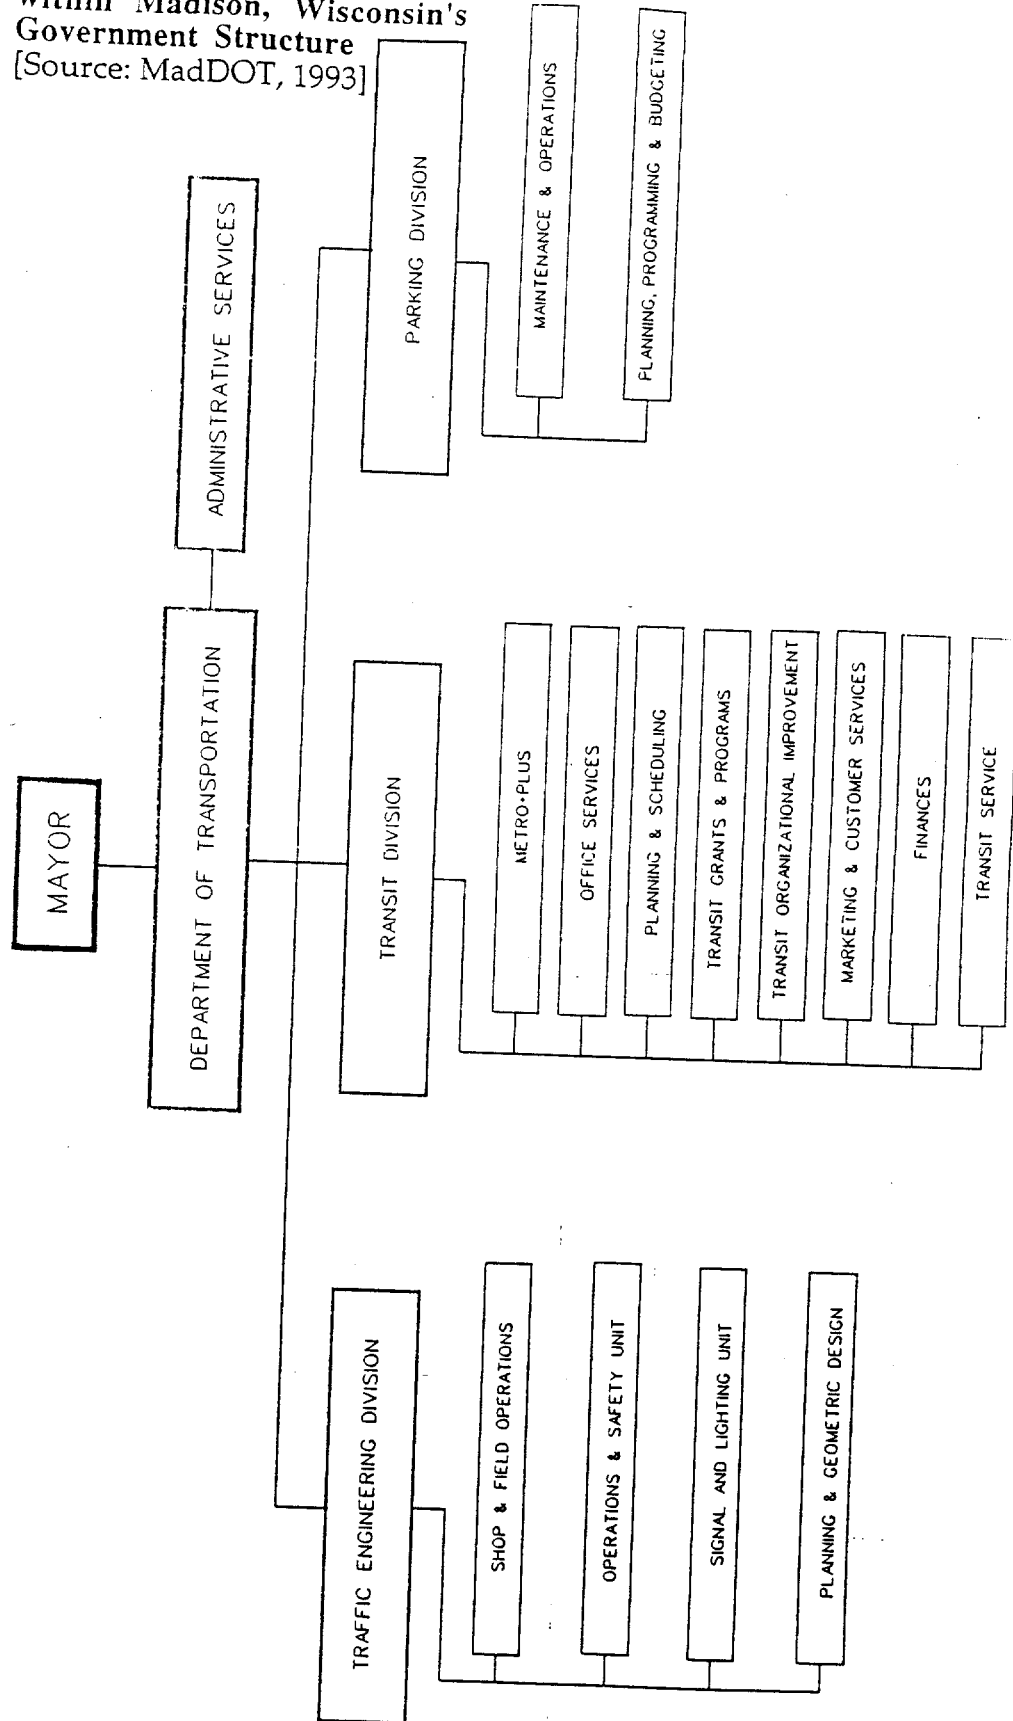 within Madison, Wisconsin's
Government Structure
[Source: MadDOT, 1993]
MAYOR
DEPARTMENT OF TRANSPORTATION
ADMINISTRATIVE SERVICES
TRAFFIC ENGINEERING DIVISION
SHOP & FIELD OPERATIONS
OPERATIONS & SAFETY UNIT
SIGNAL AND LIGHTING UNIT
PLANNING & GEOMETRIC DESIGN
TRANSIT DIVISION
METRO•PLUS
OFFICE SERVICES
PLANNING & SCHEDULING
TRANSIT GRANTS & PROGRAMS
TRANSIT ORGANIZATIONAL IMPROVEMENT
MARKETING & CUSTOMER SERVICES
FINANCES
TRANSIT SERVICE
PARKING DIVISION
MAINTENANCE & OPERATIONS
PLANNING, PROGRAMMING & BUDGETING